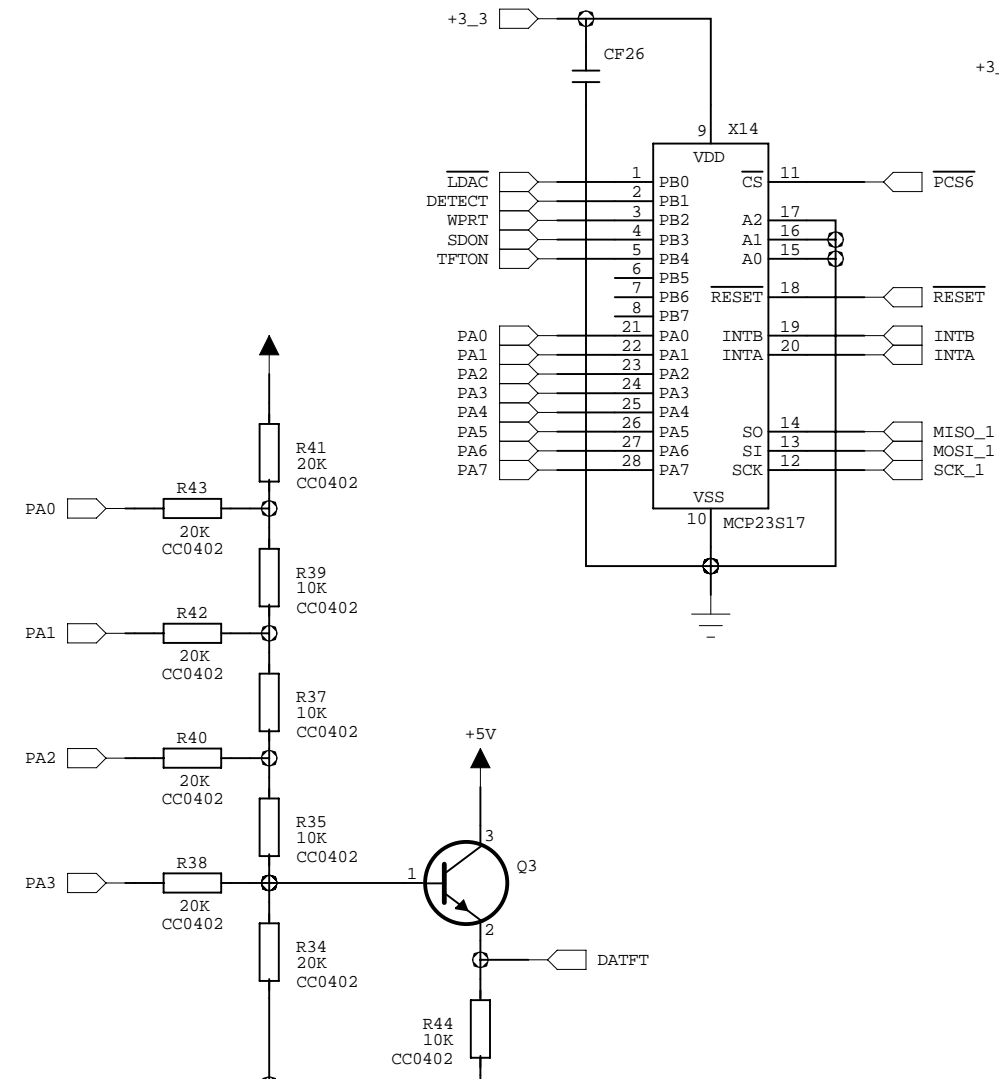 +3_3
CF26
+3_
9 X14
VDD
LDAC 1 PB0 CS 11 PCS6
DETECT 2 PB1
WPRT 3 PB2 A2 17
SDON 4 PB3 A1 16
TFTON 5 PB4 A0 15
6 PB5
7 PB6 RESET 18 RESET
8 PB7
PA0 21 PA0 INTB 19 INTB
PA1 22 PA1 INTA 20 INTA
PA2 23 PA2
PA3 24 PA3
PA4 25 PA4
PA5 26 PA5 SO 14 MISO_1
PA6 27 PA6 SI 13 MOSI_1
PA7 28 PA7 SCK 12 SCK_1
VSS
10 MCP23S17
R41
20K
CC0402
PA0 R43
20K
CC0402
R39
10K
CC0402
PA1 R42
20K
CC0402
R37
10K
CC0402
PA2 R40
20K
CC0402
R35
10K
CC0402
+5V
3
Q3
1
2
PA3 R38
20K
CC0402
R34
20K
CC0402
DATFT
R44
10K
CC0402